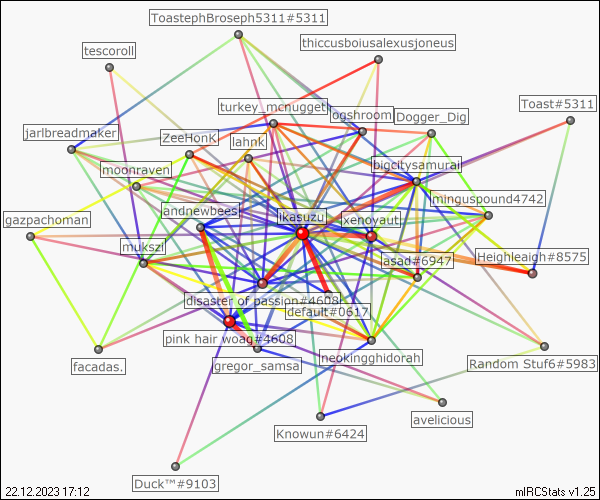 ToastephBroseph5311#5311
thiccusboiusalexusjoneus
tescoroll
turkey_mcnugget
ogshroom
Dogger_Dig
Toast#5311
jarlbreadmaker
ZeeHonK
lahnk
bigcitysamurai
moonraven
minguspound4742
gazpachoman
andnewbees
ikasuzu
xenoyaut
mukszi
asad#6947
Heighleaigh#8575
disaster of passion#4608
default#0617
pink hair woag#4608
neokingghidorah
facadas.
gregor_samsa
Random Stuf6#5983
avelicious
Knowun#6424
Duck™#9103
22.12.2023 17:12
mIRCStats v1.25